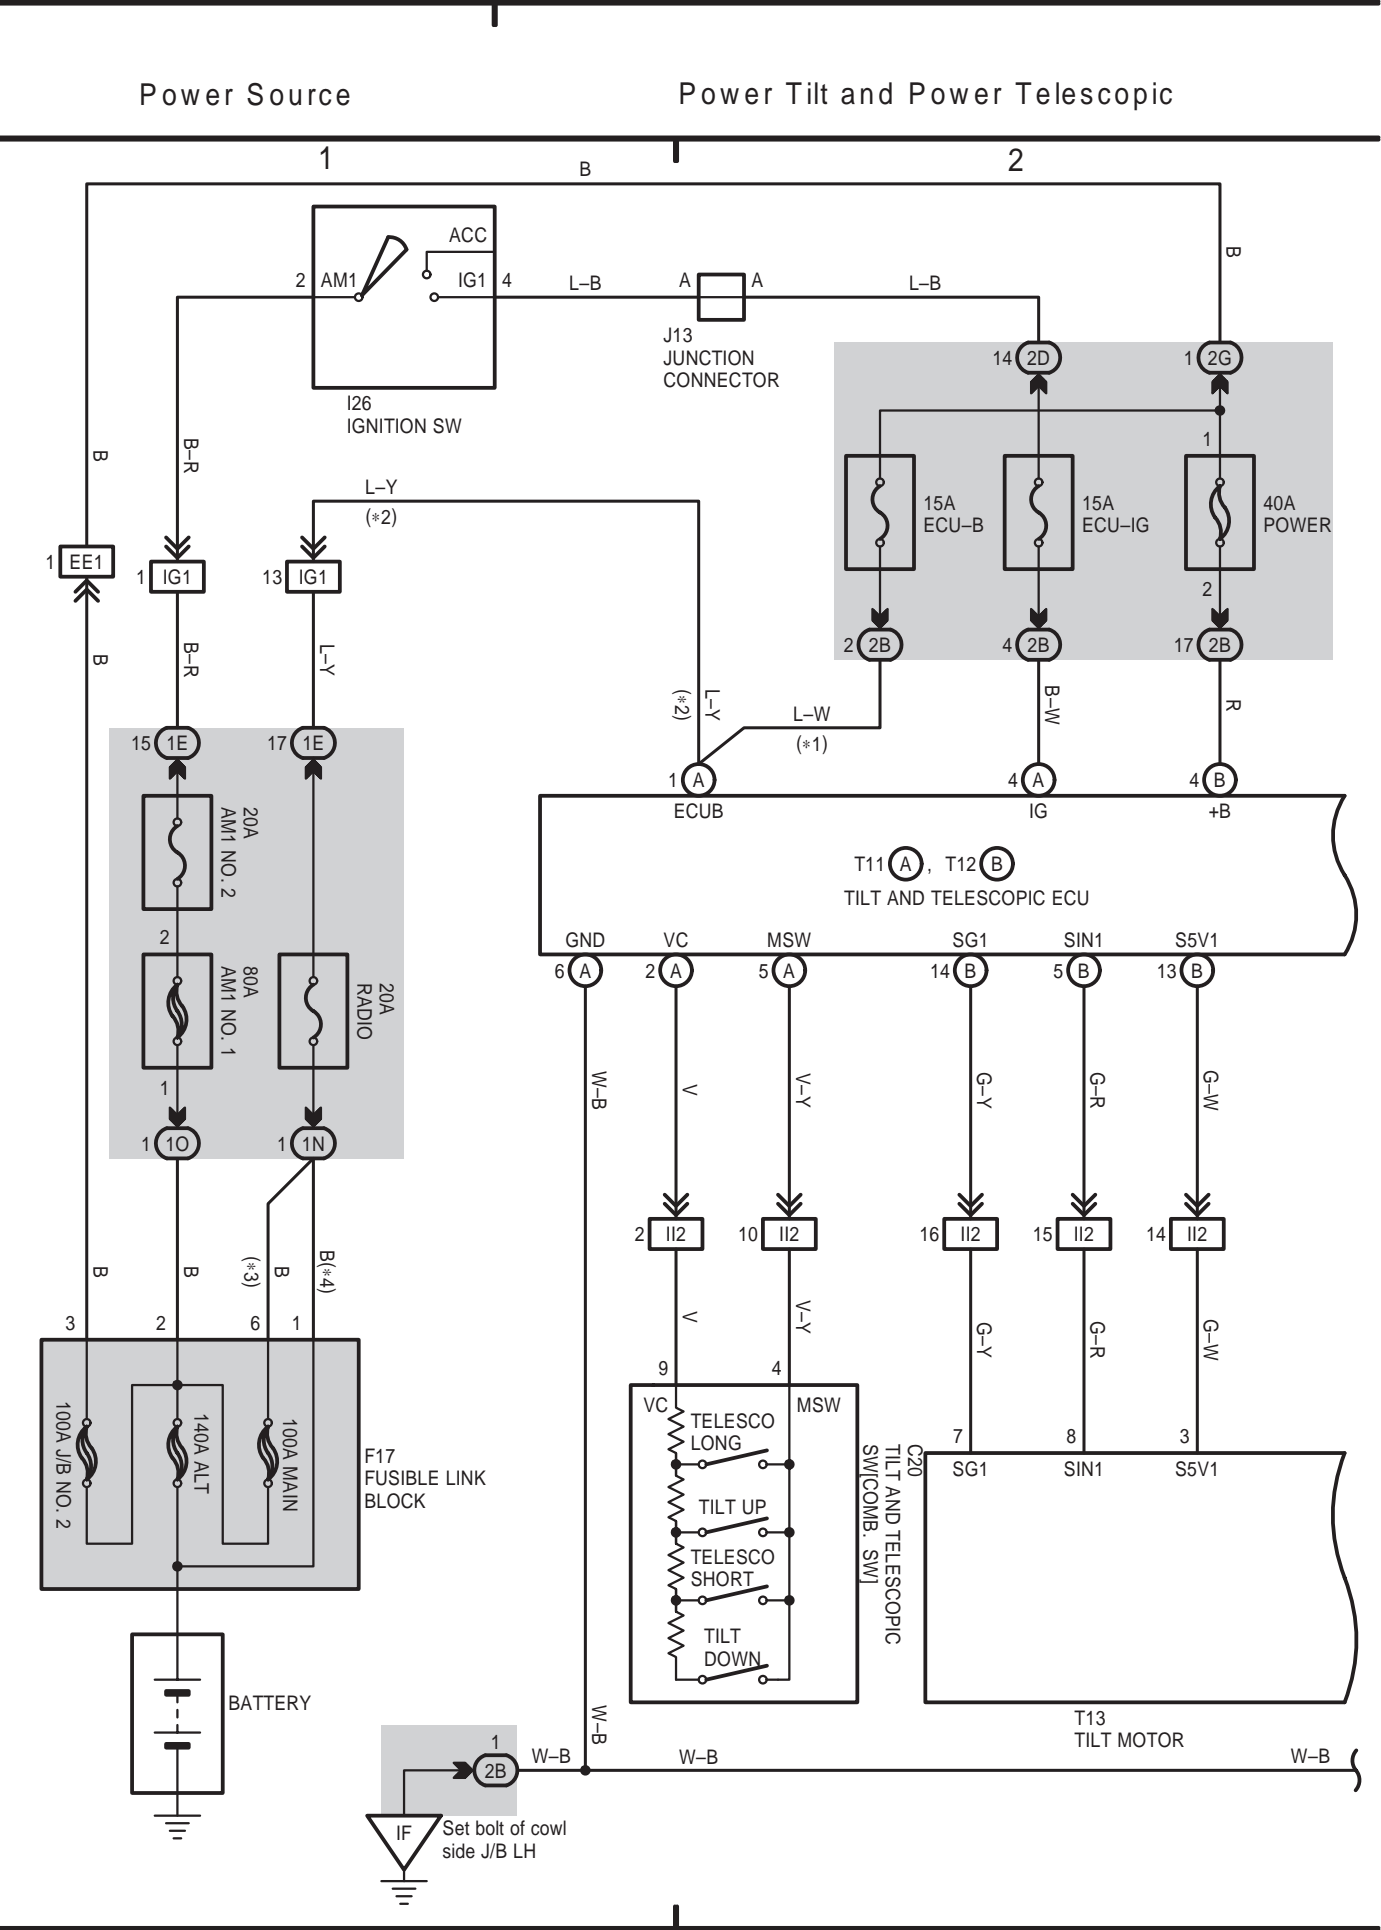 Power Source
Power Tilt and Power Telescopic
1
2
B
B
ACC
2
AM1
IG1
4
L–B
A
A
L–B
J13
JUNCTION
CONNECTOR
14
2D
1
2G
I26
IGNITION SW
B
B–R
L–Y
(*2)
1
15A
ECU–B
15A
ECU–IG
40A
POWER
1
EE1
1
IG1
13
IG1
2
B
B–R
L–Y
2
2B
4
2B
17
2B
L–Y
(*2)
L–W
(*1)
B–W
R
15
1E
17
1E
1
A
4
A
4
B
ECUB
IG
+B
20A
AM1 NO. 2
T11
A
,
T12
B
TILT AND TELESCOPIC ECU
2
GND
VC
MSW
SG1
SIN1
S5V1
6
A
2
A
5
A
14
B
5
B
13
B
80A
AM1 NO. 1
20A
RADIO
1
1
1O
1
1N
W–B
V
V–Y
G–Y
G–R
G–W
2
II2
10
II2
16
II2
15
II2
14
II2
B
B
(*3)
B
B(*4)
V
V–Y
G–Y
G–R
G–W
3
2
6
1
9
4
VC
MSW
TELESCO
LONG
TILT UP
TELESCO
SHORT
TILT
DOWN
C20
TILT AND TELESCOPIC
SW[COMB. SW]
7
8
3
SG1
SIN1
S5V1
100A J/B NO. 2
140A ALT
100A MAIN
F17
FUSIBLE LINK
BLOCK
BATTERY
T13
TILT MOTOR
W–B
1
2B
W–B
W–B
W–B
IF
Set bolt of cowl
side J/B LH